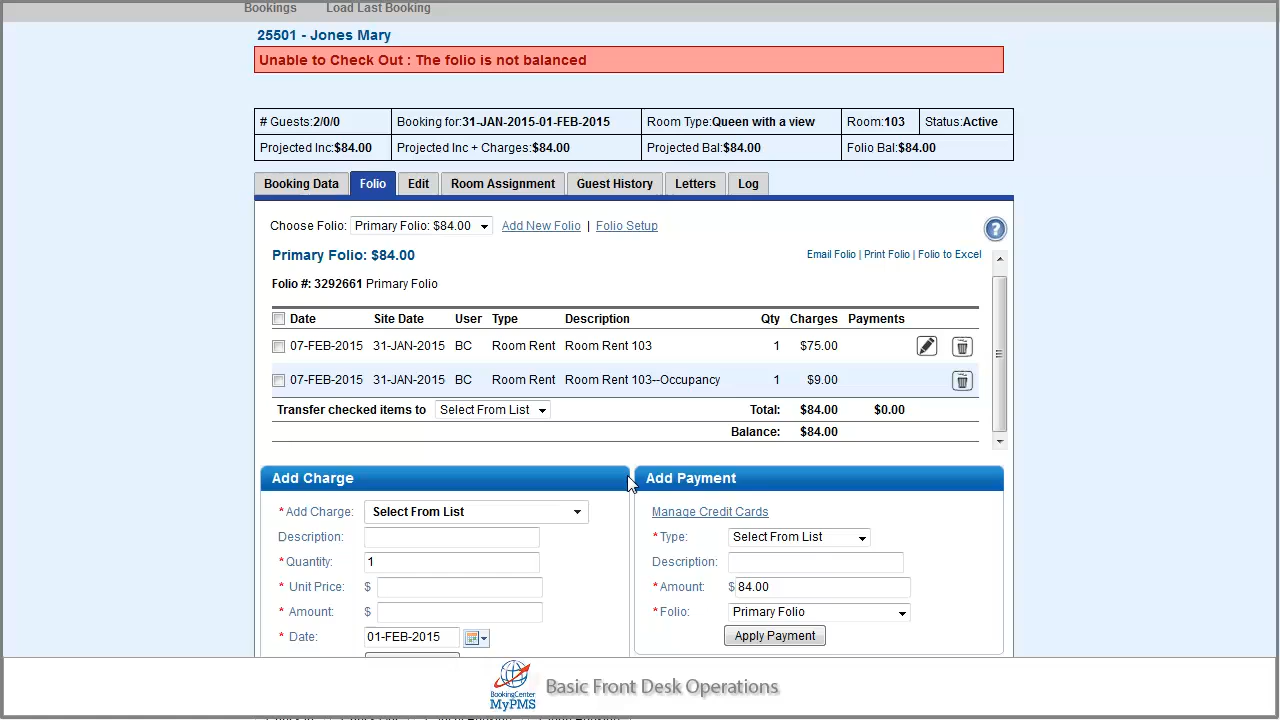 Bookings Load Last Booking
25501 - Jones Mary
Unable to Check Out : The folio is not balanced
# Guests:2/0/0 Booking for:31-JAN-2015-01-FEB-2015 Room Type:Queen with a view Room:103 Status:Active
Projected Inc:$84.00 Projected Inc + Charges:$84.00 Projected Bal:$84.00 Folio Bal:$84.00
Booking Data Folio Edit Room Assignment Guest History Letters Log
Choose Folio: Primary Folio: $84.00 Add New Folio | Folio Setup ?
Primary Folio: $84.00 Email Folio | Print Folio | Folio to Excel
Folio #: 3292661 Primary Folio
Date Site Date User Type Description Qty Charges Payments
07-FEB-2015 31-JAN-2015 BC Room Rent Room Rent 103 1 $75.00
07-FEB-2015 31-JAN-2015 BC Room Rent Room Rent 103--Occupancy 1 $9.00
Transfer checked items to Select From List Total: $84.00 $0.00
Balance: $84.00
Add Charge
* Add Charge: Select From List
Description:
* Quantity: 1
* Unit Price: $
* Amount: $
* Date: 01-FEB-2015
Add Payment
Manage Credit Cards
* Type: Select From List
Description:
* Amount: $ 84.00
* Folio: Primary Folio
Apply Payment
BookingCenter
MyPMS
Basic Front Desk Operations